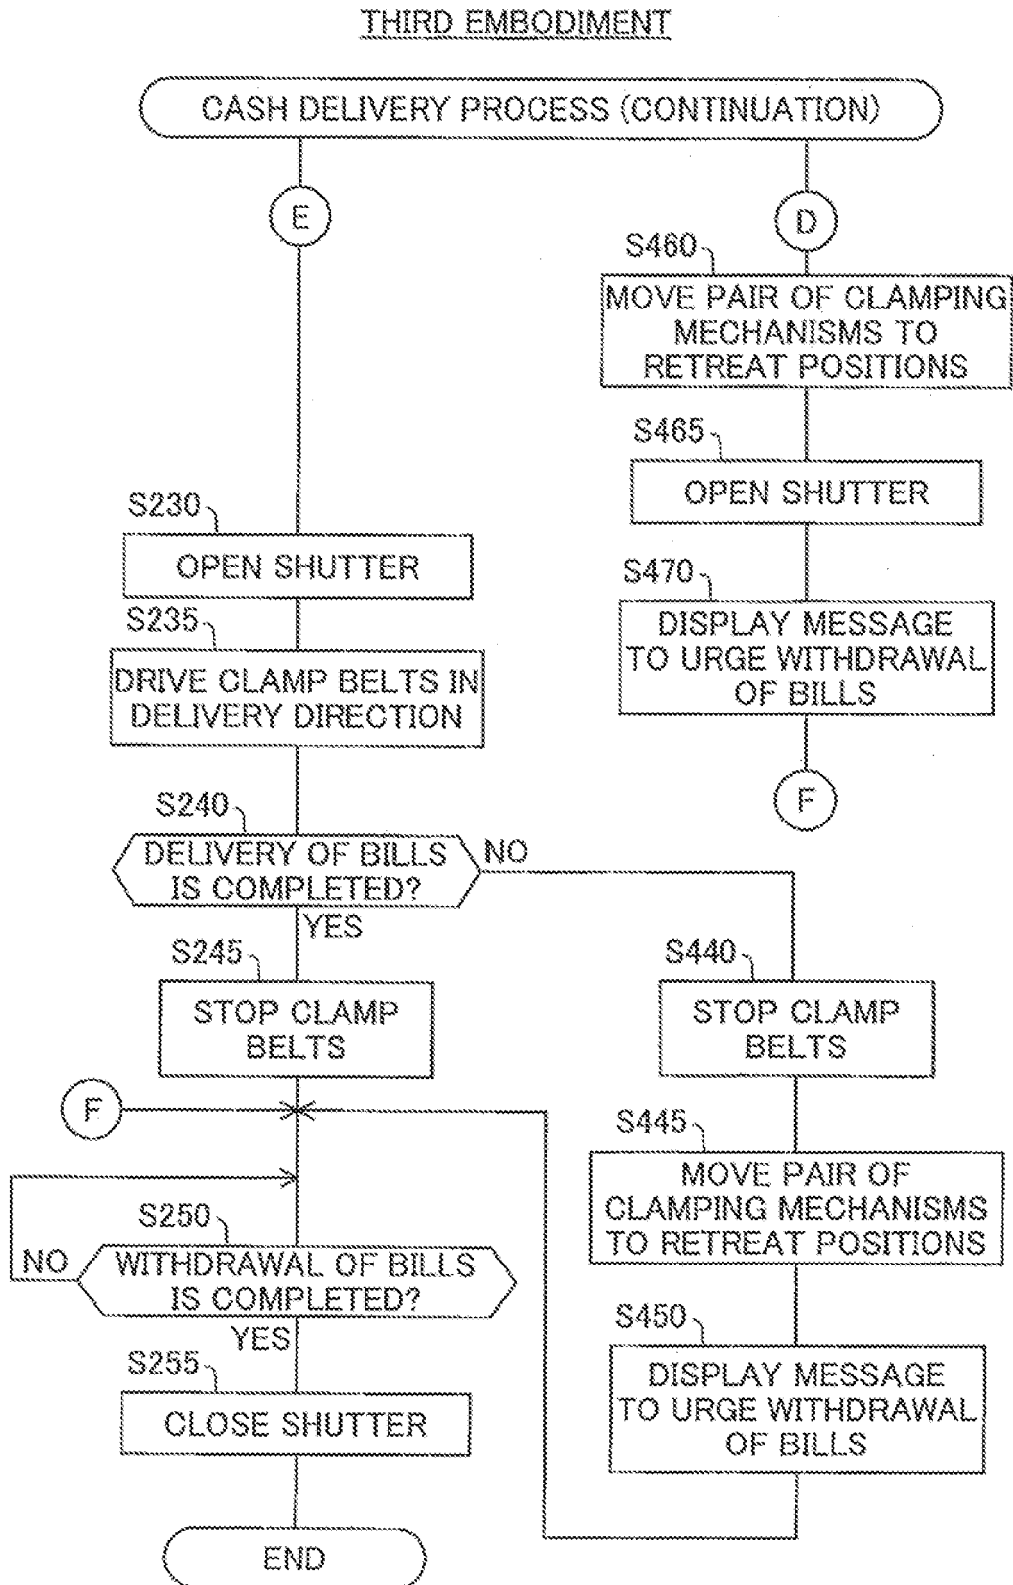 THIRD EMBODIMENT
CASH DELIVERY PROCESS (CONTINUATION)
E
S230
OPEN SHUTTER
S235
DRIVE CLAMP BELTS IN
DELIVERY DIRECTION
S240
DELIVERY OF BILLS
IS COMPLETED?
NO
YES
S245
STOP CLAMP
BELTS
F
S250
NO
WITHDRAWAL OF BILLS
IS COMPLETED?
YES
S255
CLOSE SHUTTER
END
D
S460
MOVE PAIR OF CLAMPING
MECHANISMS TO
RETREAT POSITIONS
S465
OPEN SHUTTER
S470
DISPLAY MESSAGE
TO URGE WITHDRAWAL
OF BILLS
F
S440
STOP CLAMP
BELTS
S445
MOVE PAIR OF
CLAMPING MECHANISMS
TO RETREAT POSITIONS
S450
DISPLAY MESSAGE
TO URGE WITHDRAWAL
OF BILLS